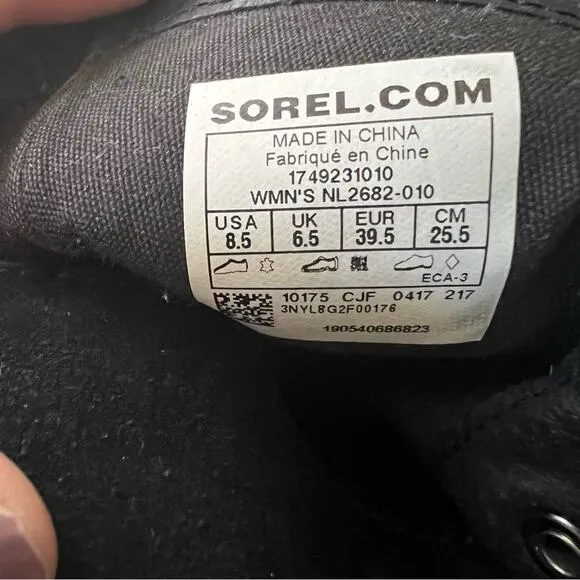 SOREL.COM
MADE IN CHINA
Fabriqué en Chine
1749231010
WMN'S NL2682-010
USA UK EUR CM
8.5 6.5 39.5 25.5
ECA-3
10175 CJF 0417 217
3NYL8G2F00176
190540686823